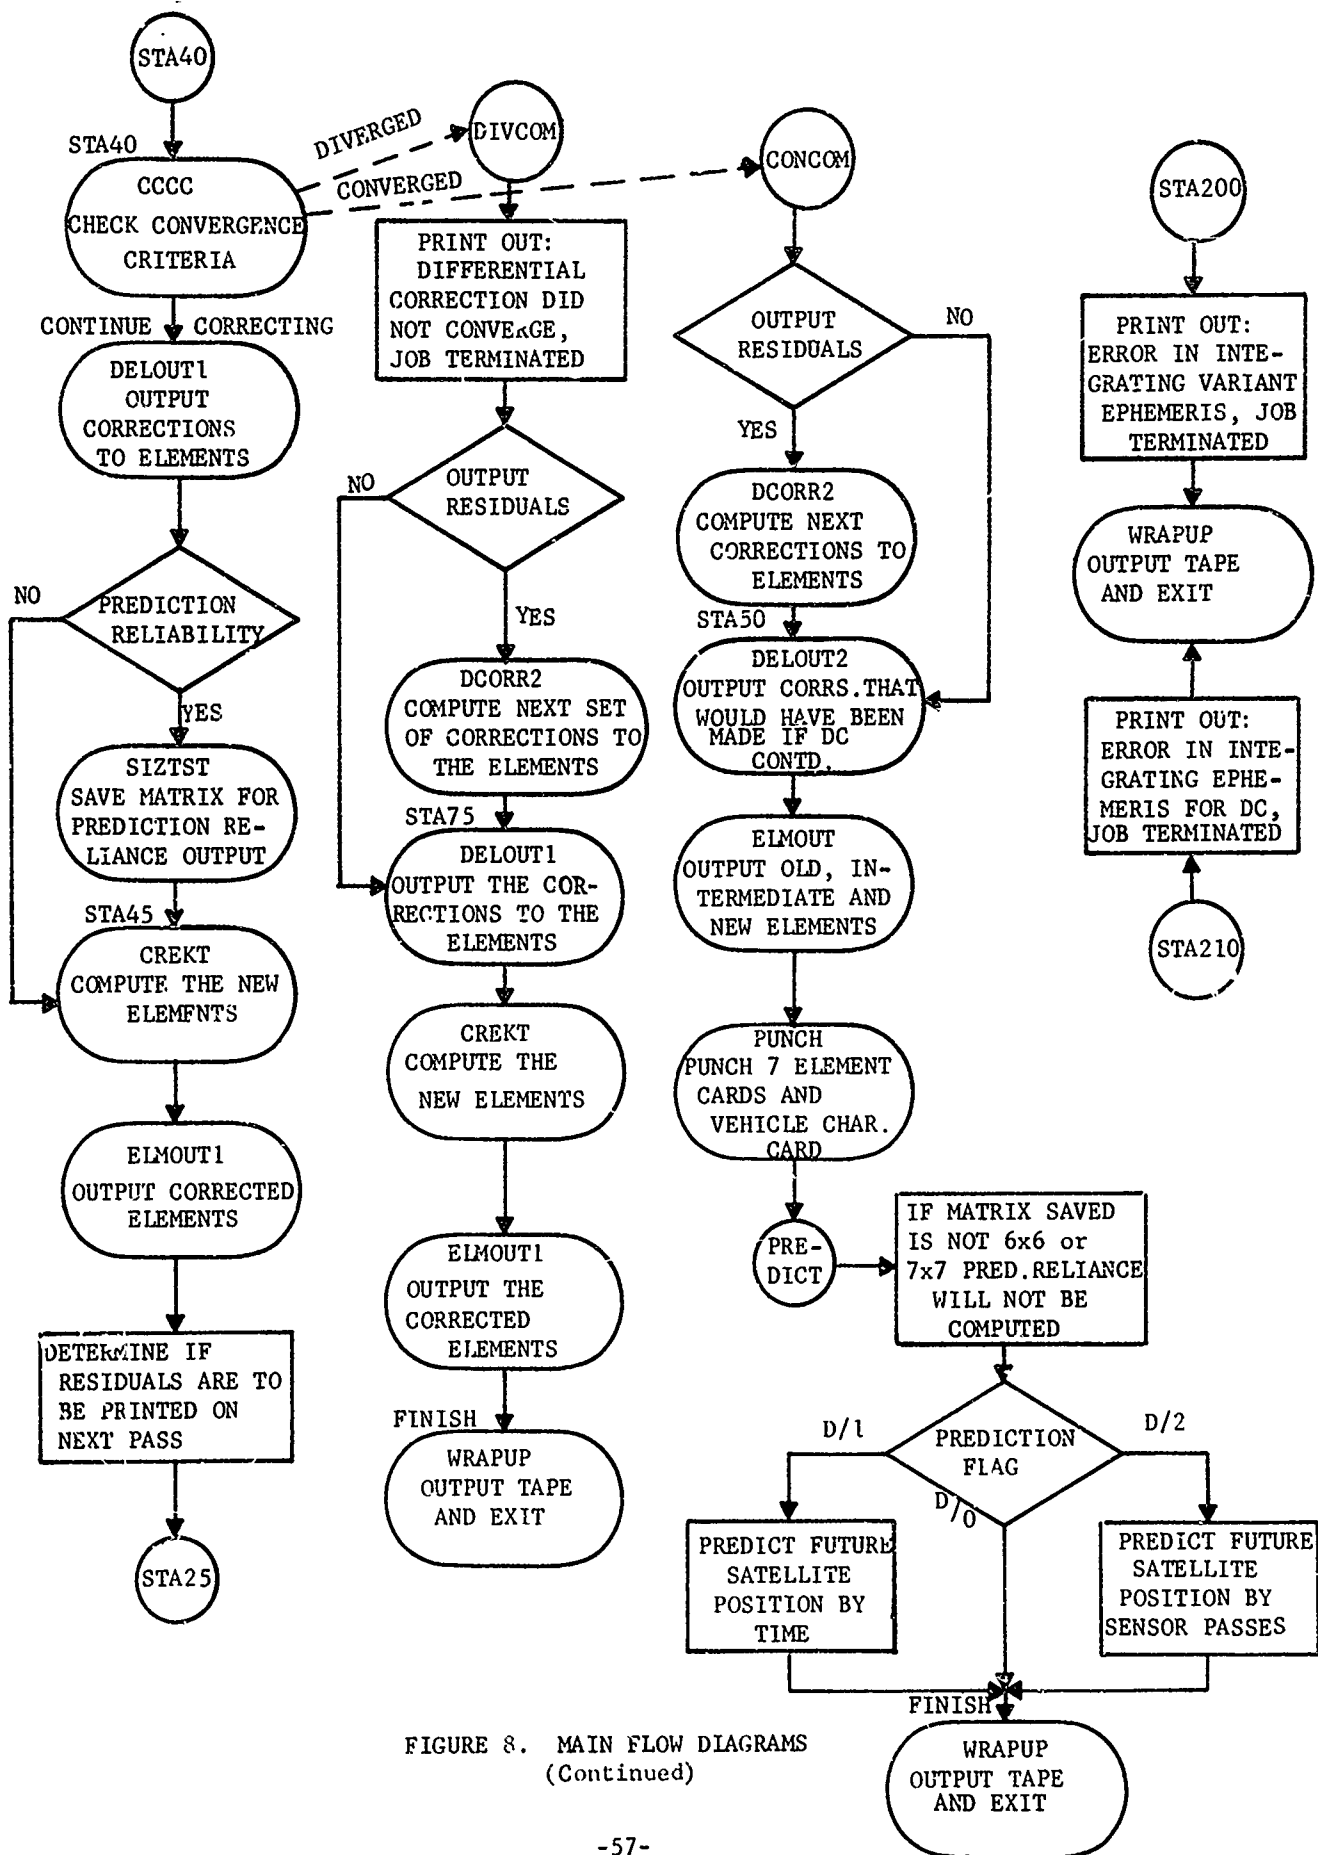 STA40
STA40
CCCC
CHECK CONVERGENCE
CRITERIA
DIVERGED
CONVERGED
CONTINUE CORRECTING
DELOUT1
OUTPUT
CORRECTIONS
TO ELEMENTS
PREDICTION
RELIABILITY
NO
YES
SIZTST
SAVE MATRIX FOR
PREDICTION RE-
LIANCE OUTPUT
STA45
CREKT
COMPUTE THE NEW
ELEMENTS
ELMOUT1
OUTPUT CORRECTED
ELEMENTS
DETERMINE IF
RESIDUALS ARE TO
BE PRINTED ON
NEXT PASS
STA25
DIVCOM
PRINT OUT:
DIFFERENTIAL
CORRECTION DID
NOT CONVERGE,
JOB TERMINATED
OUTPUT
RESIDUALS
NO
YES
DCORR2
COMPUTE NEXT SET
OF CORRECTIONS TO
THE ELEMENTS
STA75
DELOUT1
OUTPUT THE COR-
RECTIONS TO THE
ELEMENTS
CREKT
COMPUTE THE
NEW ELEMENTS
ELMOUT1
OUTPUT THE
CORRECTED
ELEMENTS
FINISH
WRAPUP
OUTPUT TAPE
AND EXIT
CONCOM
OUTPUT
RESIDUALS
NO
YES
DCORR2
COMPUTE NEXT
CORRECTIONS TO
ELEMENTS
STA50
DELOUT2
OUTPUT CORRS.THAT
WOULD HAVE BEEN
MADE IF DC
CONTD.
ELMOUT
OUTPUT OLD, IN-
TERMEDIATE AND
NEW ELEMENTS
PUNCH
PUNCH 7 ELEMENT
CARDS AND
VEHICLE CHAR.
CARD
PRE-
DICT
IF MATRIX SAVED
IS NOT 6x6 or
7x7 PRED.RELIANCE
WILL NOT BE
COMPUTED
PREDICTION
FLAG
D/1
D/2
D/0
PREDICT FUTURE
SATELLITE
POSITION BY
TIME
PREDICT FUTURE
SATELLITE
POSITION BY
SENSOR PASSES
FINISH
WRAPUP
OUTPUT TAPE
AND EXIT
STA200
PRINT OUT:
ERROR IN INTE-
GRATING VARIANT
EPHEMERIS, JOB
TERMINATED
WRAPUP
OUTPUT TAPE
AND EXIT
PRINT OUT:
ERROR IN INTE-
GRATING EPHE-
MERIS FOR DC,
JOB TERMINATED
STA210
FIGURE 8. MAIN FLOW DIAGRAMS
(Continued)
-57-